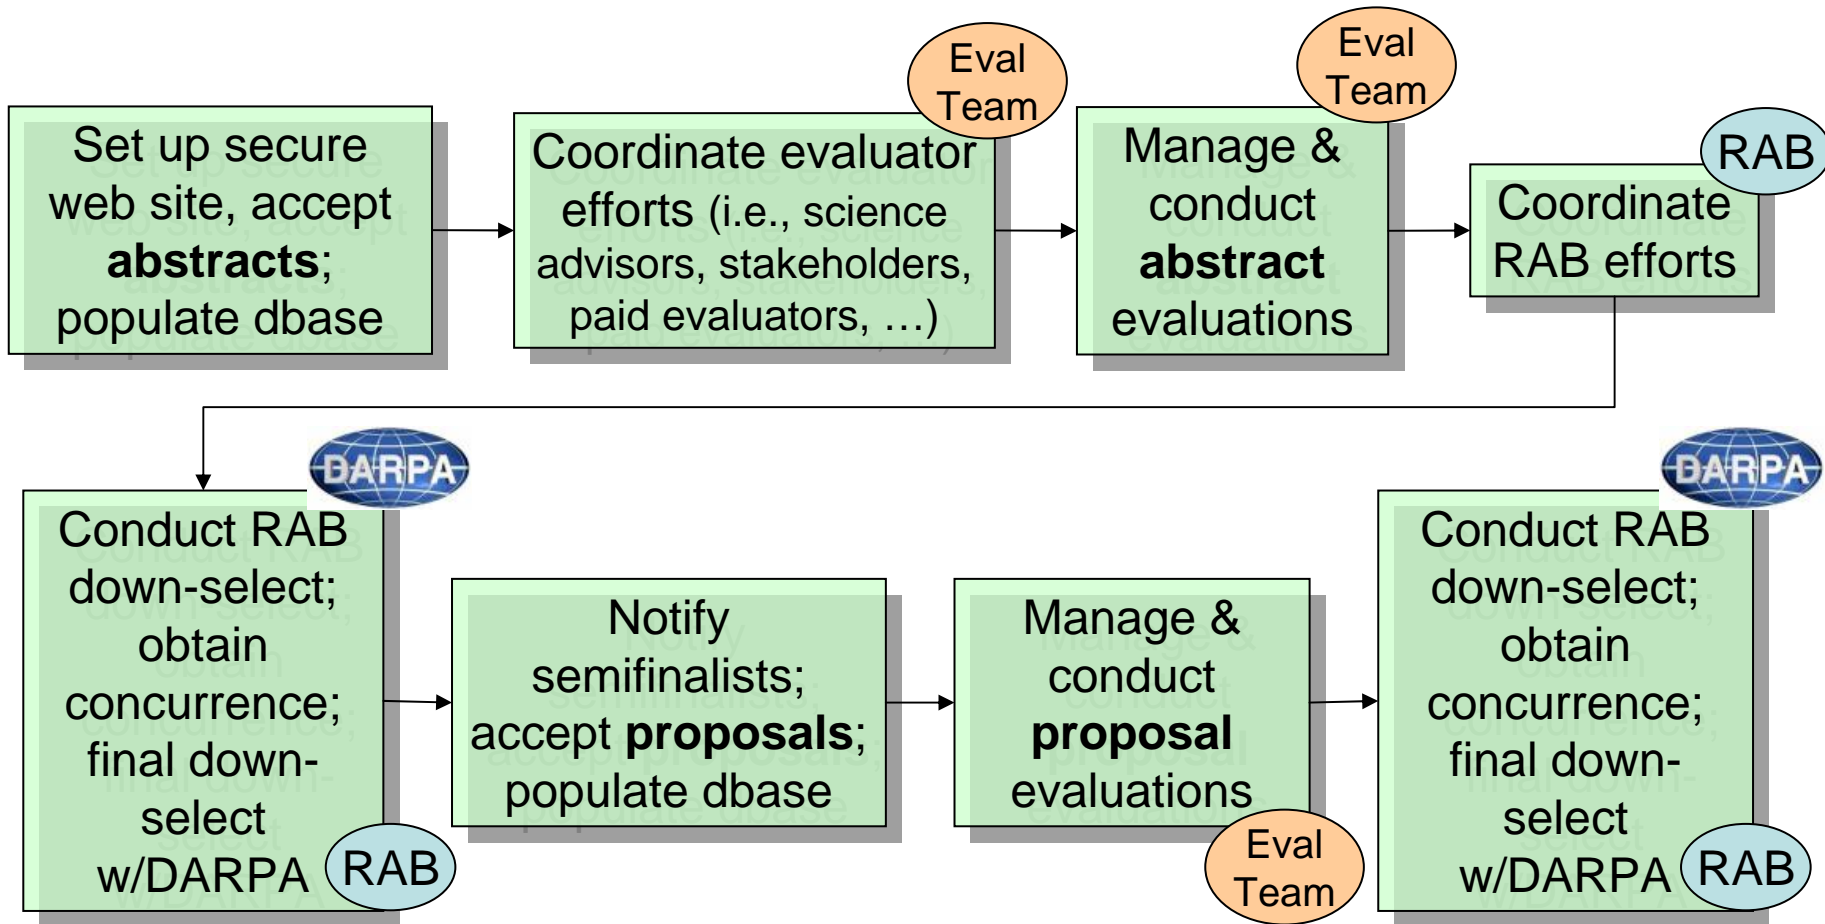 Set up secure
web site, accept
abstracts;
populate dbase
Eval
Team
Coordinate evaluator
efforts (i.e., science
advisors, stakeholders,
paid evaluators, …)
Eval
Team
Manage &
conduct
abstract
evaluations
RAB
Coordinate
RAB efforts
DARPA
Conduct RAB
down-select;
obtain
concurrence;
final down-
select
w/DARPA
RAB
Notify
semifinalists;
accept proposals;
populate dbase
Manage &
conduct
proposal
evaluations
Eval
Team
DARPA
Conduct RAB
down-select;
obtain
concurrence;
final down-
select
w/DARPA
RAB